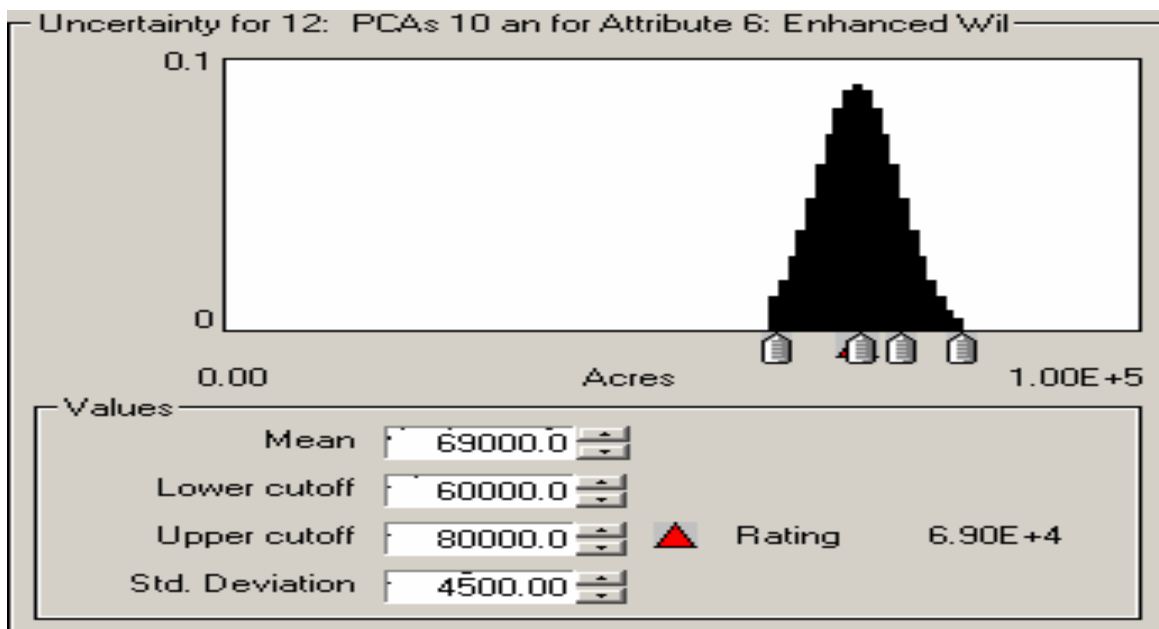 Uncertainty for 12: PCAs 10 an for Attribute 6: Enhanced Wil
0.1
0
0.00 Acres 1.00E+5
Values
Mean 69000.0
Lower cutoff 60000.0
Upper cutoff 80000.0 Rating 6.90E+4
Std. Deviation 4500.00